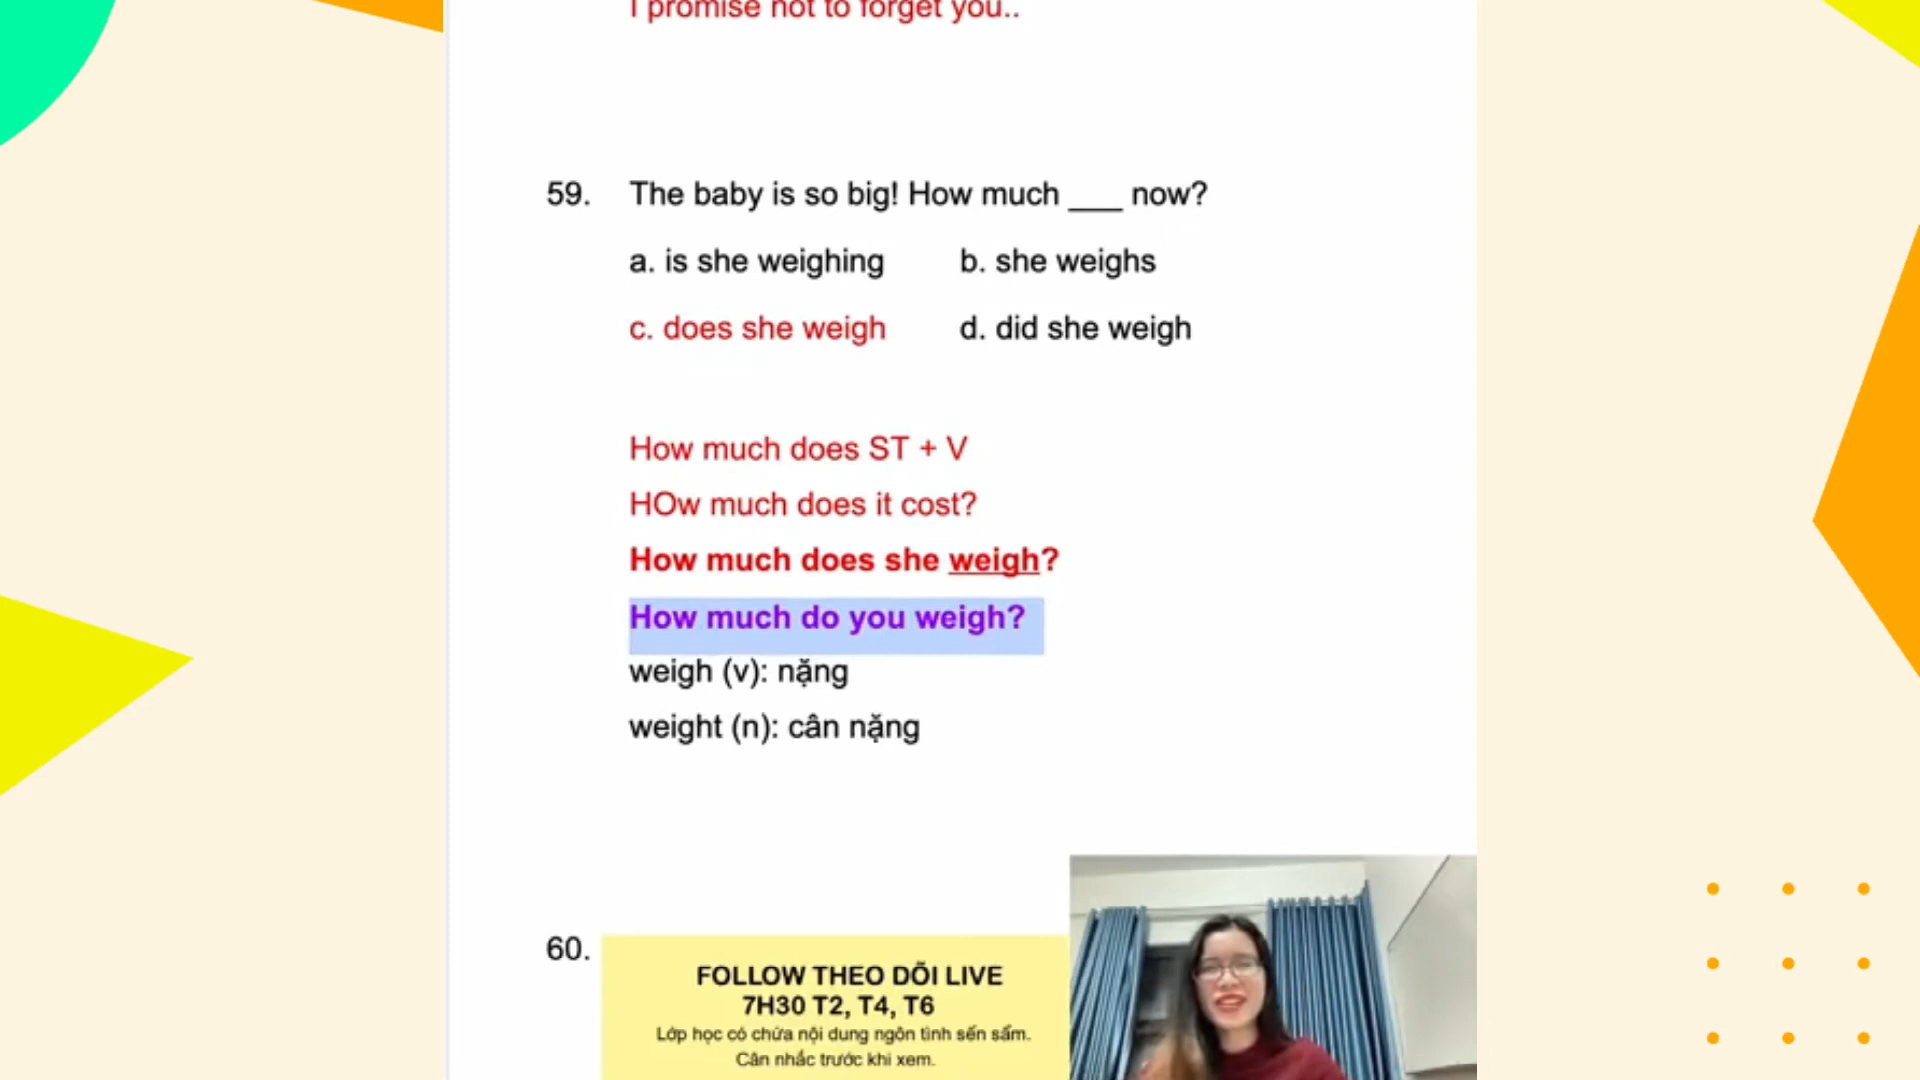 I promise not to forget you..
59. The baby is so big! How much ___ now?
a. is she weighing b. she weighs
c. does she weigh d. did she weigh
How much does ST + V
HOw much does it cost?
How much does she weigh?
How much do you weigh?
weigh (v): nặng
weight (n): cân nặng
60.
FOLLOW THEO DÕI LIVE
7H30 T2, T4, T6
Lớp học có chứa nội dung ngôn tình sến sẩm.
Cân nhắc trước khi xem.